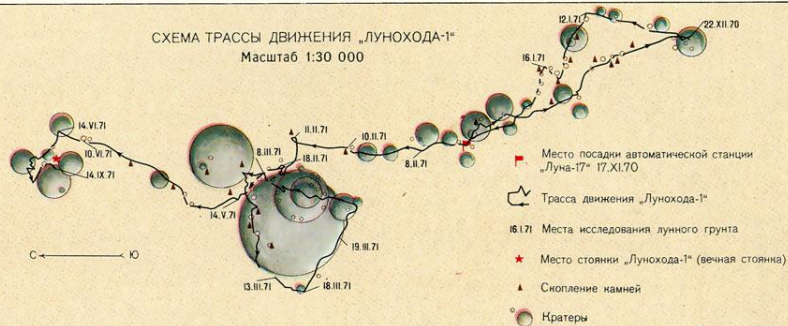 СХЕМА ТРАССЫ ДВИЖЕНИЯ „ЛУНОХОДА-1"
Масштаб 1:30 000
12.I.71
22.XII.70
16.I.71
14.VI.71
10.VI.71
14.IX.71
11.II.71
10.II.71
8.III.71
18.II.71
8.II.71
14.V.71
19.III.71
13.III.71
18.III.71
С Ю
Место посадки автоматической станции
„Луна-17" 17.XI.70
Трасса движения „Лунохода-1"
16.I.71 Места исследования лунного грунта
Место стоянки „Лунохода-1" (вечная стоянка)
Скопление камней
Кратеры